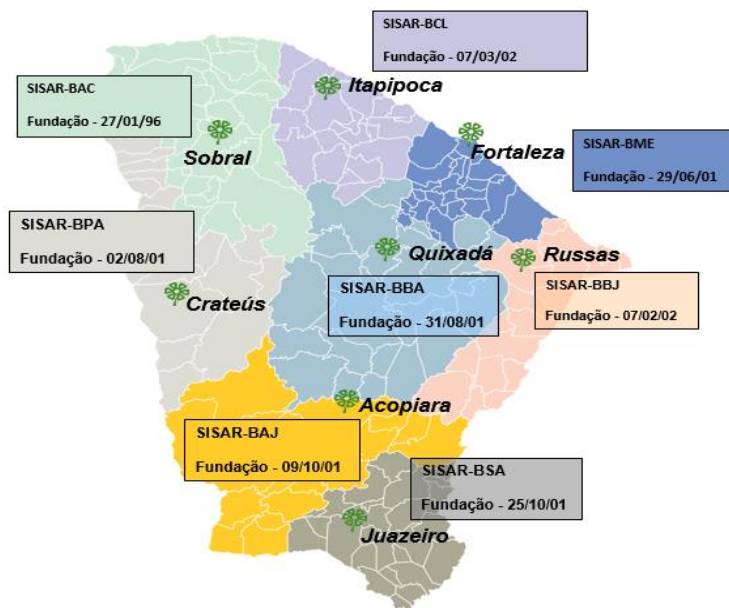 SISAR-BCL
Fundação - 07/03/02
Itapipoca
SISAR-BAC
Fundação - 27/01/96
Sobral
Fortaleza
SISAR-BME
Fundação - 29/06/01
SISAR-BPA
Fundação - 02/08/01
Crateús
Quixadá
Russas
SISAR-BBA
Fundação - 31/08/01
SISAR-BBJ
Fundação - 07/02/02
Acopiara
SISAR-BAJ
Fundação - 09/10/01
SISAR-BSA
Fundação - 25/10/01
Juazeiro